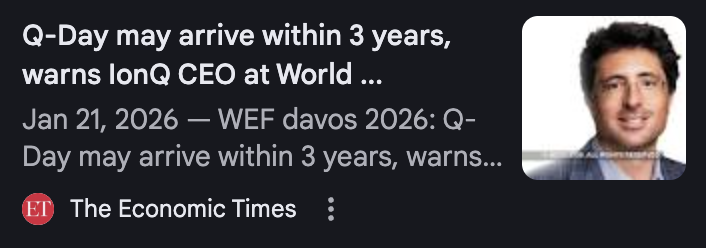 Q-Day may arrive within 3 years,
warns IonQ CEO at World ...
Jan 21, 2026 — WEF davos 2026: Q-
Day may arrive within 3 years, warns...
ET The Economic Times